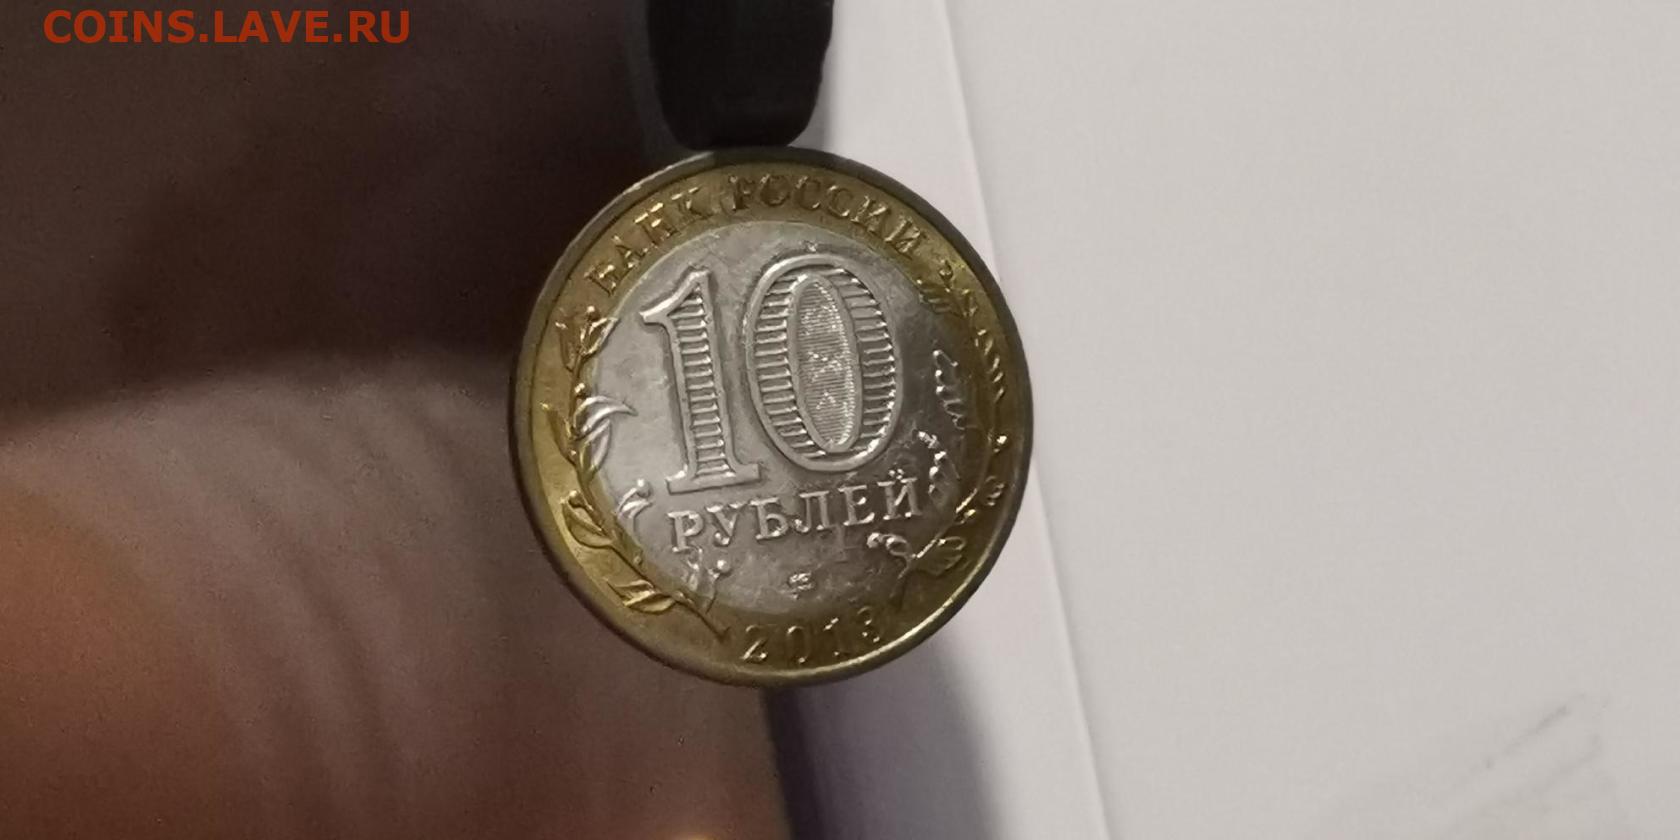 COINS.LAVE.RU
БАНК РОССИИ
10
РУБЛЕЙ
2013